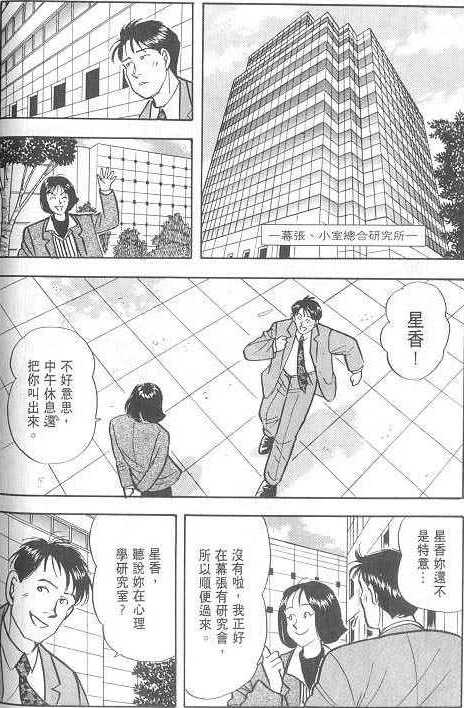 —幕張、小室總合研究所—
星香！
不好意思，
中午休息還
把你叫出來。
星香妳還不
是特意…
沒有啦，我正好
在幕張有研究會，
所以順便過來。
星香，
聽說妳在心理
學研究室？